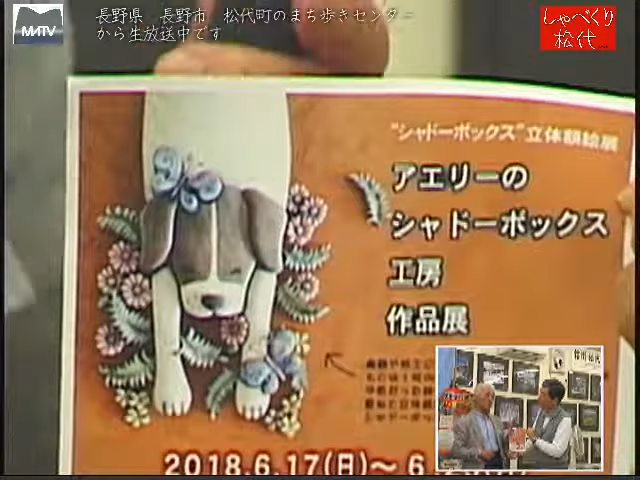 MATV
長野県　長野市　松代町のまち歩きセンター
から生放送中です
しゃべくり
松代
"シャドーボックス"立体額絵展
アエリーの
シャドーボックス
工房
作品展
2018.6.17(日)〜 6.